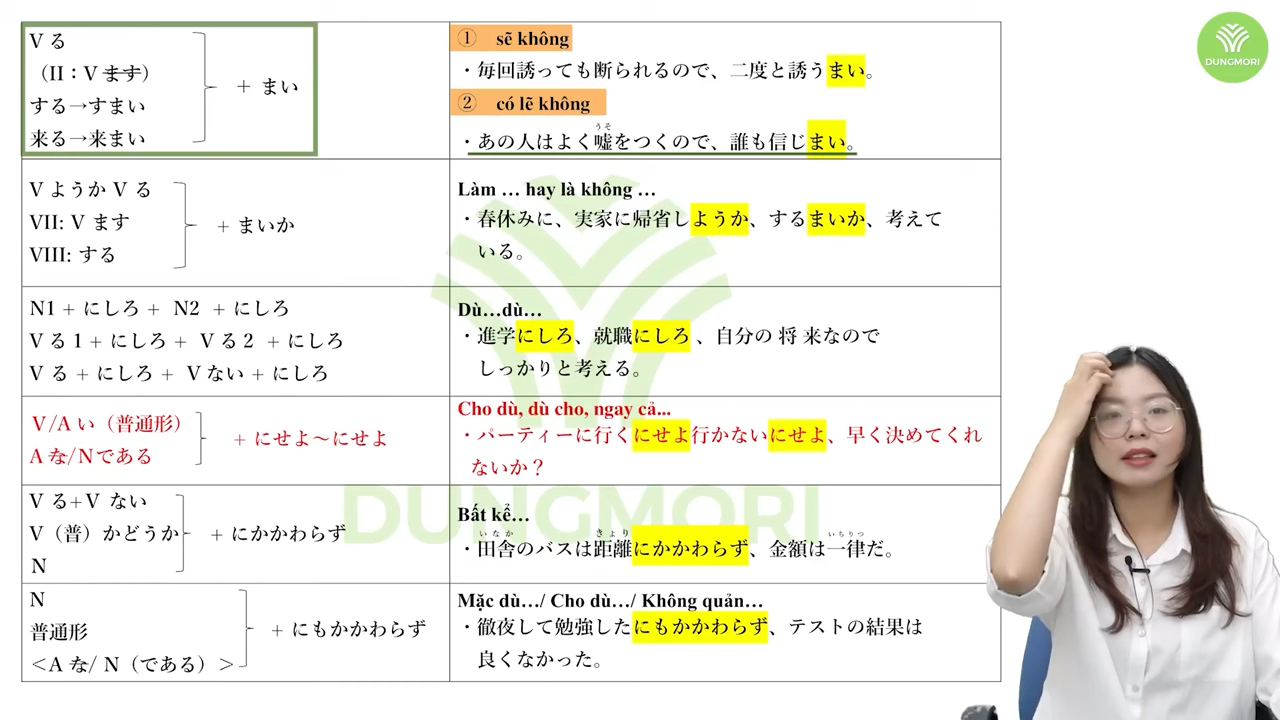 Vる
（II：Vます）
する→すまい
来る→来まい
＋ まい
① sẽ không
・毎回誘っても断られるので、二度と誘うまい。
② có lẽ không
うそ
・あの人はよく嘘をつくので、誰も信じまい。
VようかVる
VII: Vます
VIII: する
＋まいか
Làm … hay là không …
・春休みに、実家に帰省しようか、するまいか、考えて
いる。
N1＋にしろ＋ N2 ＋にしろ
Vる1＋にしろ＋ Vる2 ＋にしろ
Vる＋にしろ＋ Vない＋にしろ
Dù…dù…
・進学にしろ、就職にしろ 、自分の 将 来なので
しっかりと考える。
V/Aい（普通形）
Aな/Nである
＋にせよ～にせよ
Cho dù, dù cho, ngay cả...
・パーティーに行くにせよ行かないにせよ、早く決めてくれ
ないか？
Vる+V ない
V（普）かどうか
N
＋にかかわらず
Bất kể…
いなか きょり いちりつ
・田舎のバスは距離にかかわらず、金額は一律だ。
N
普通形
＜Aな/ N（である）＞
＋ にもかかわらず
Mặc dù…/ Cho dù…/ Không quản…
・徹夜して勉強したにもかかわらず、テストの結果は
良くなかった。
DUNGMORI
DUNGMORI